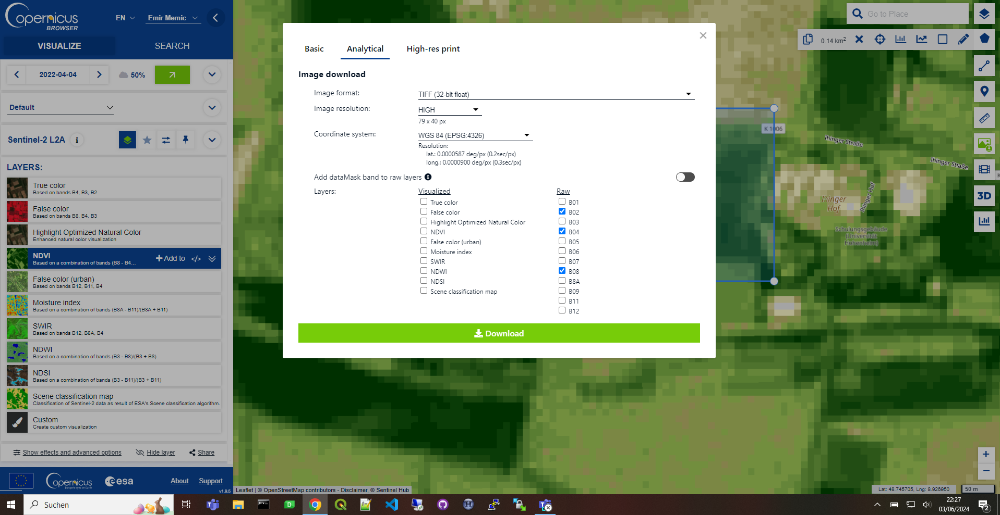 Copernicus
BROWSER
EN
Emir Memic
VISUALIZE
SEARCH
2022-04-04
50%
Default
Sentinel-2 L2A
LAYERS:
True color
Based on bands B4, B3, B2
False color
Based on bands B8, B4, B3
Highlight Optimized Natural Color
Enhanced natural color visualization
NDVI
Based on a combination of bands (B8 - B4...
Add to
</>
False color (urban)
Based on bands B12, B11, B4
Moisture index
Based on a combination of bands (B8A - B11)/(B8A + B11)
SWIR
Based on bands B12, B8A, B4
NDWI
Based on a combination of bands (B3 - B8)/(B3 + B8)
NDSI
Based on a combination of bands (B3 - B11)/(B3 + B11)
Scene classification map
Classification of Sentinel-2 data as result of ESA's Scene classification algorithm.
Custom
Create custom visualization
Show effects and advanced options
Hide layer
Share
Copernicus
Europe's eyes on Earth
esa
About
Support
v1.9.5
Basic
Analytical
High-res print
Image download
Image format:
TIFF (32-bit float)
Image resolution:
HIGH
79 x 40 px
Coordinate system:
WGS 84 (EPSG:4326)
Resolution:
lat.: 0.0000587 deg/px (0.2sec/px)
long.: 0.0000900 deg/px (0.3sec/px)
Add dataMask band to raw layers
Layers:
Visualized
True color
False color
Highlight Optimized Natural Color
NDVI
False color (urban)
Moisture index
SWIR
NDWI
NDSI
Scene classification map
Raw
B01
B02
B03
B04
B05
B06
B07
B08
B8A
B09
B11
B12
Download
Go to Place
0.14 km²
K 1006
Ihinger Straße
Ihinger Straße
Ihinger Hof
Ihinger
Hof
Schulungsgebäude
(Universität
Hohenheim)
K
3D
+
−
Leaflet | © OpenStreetMap contributors - Disclaimer, © Sentinel Hub
Lat: 48.745705, Lng: 8.926950
50 m
Suchen
22:27
03/06/2024
2